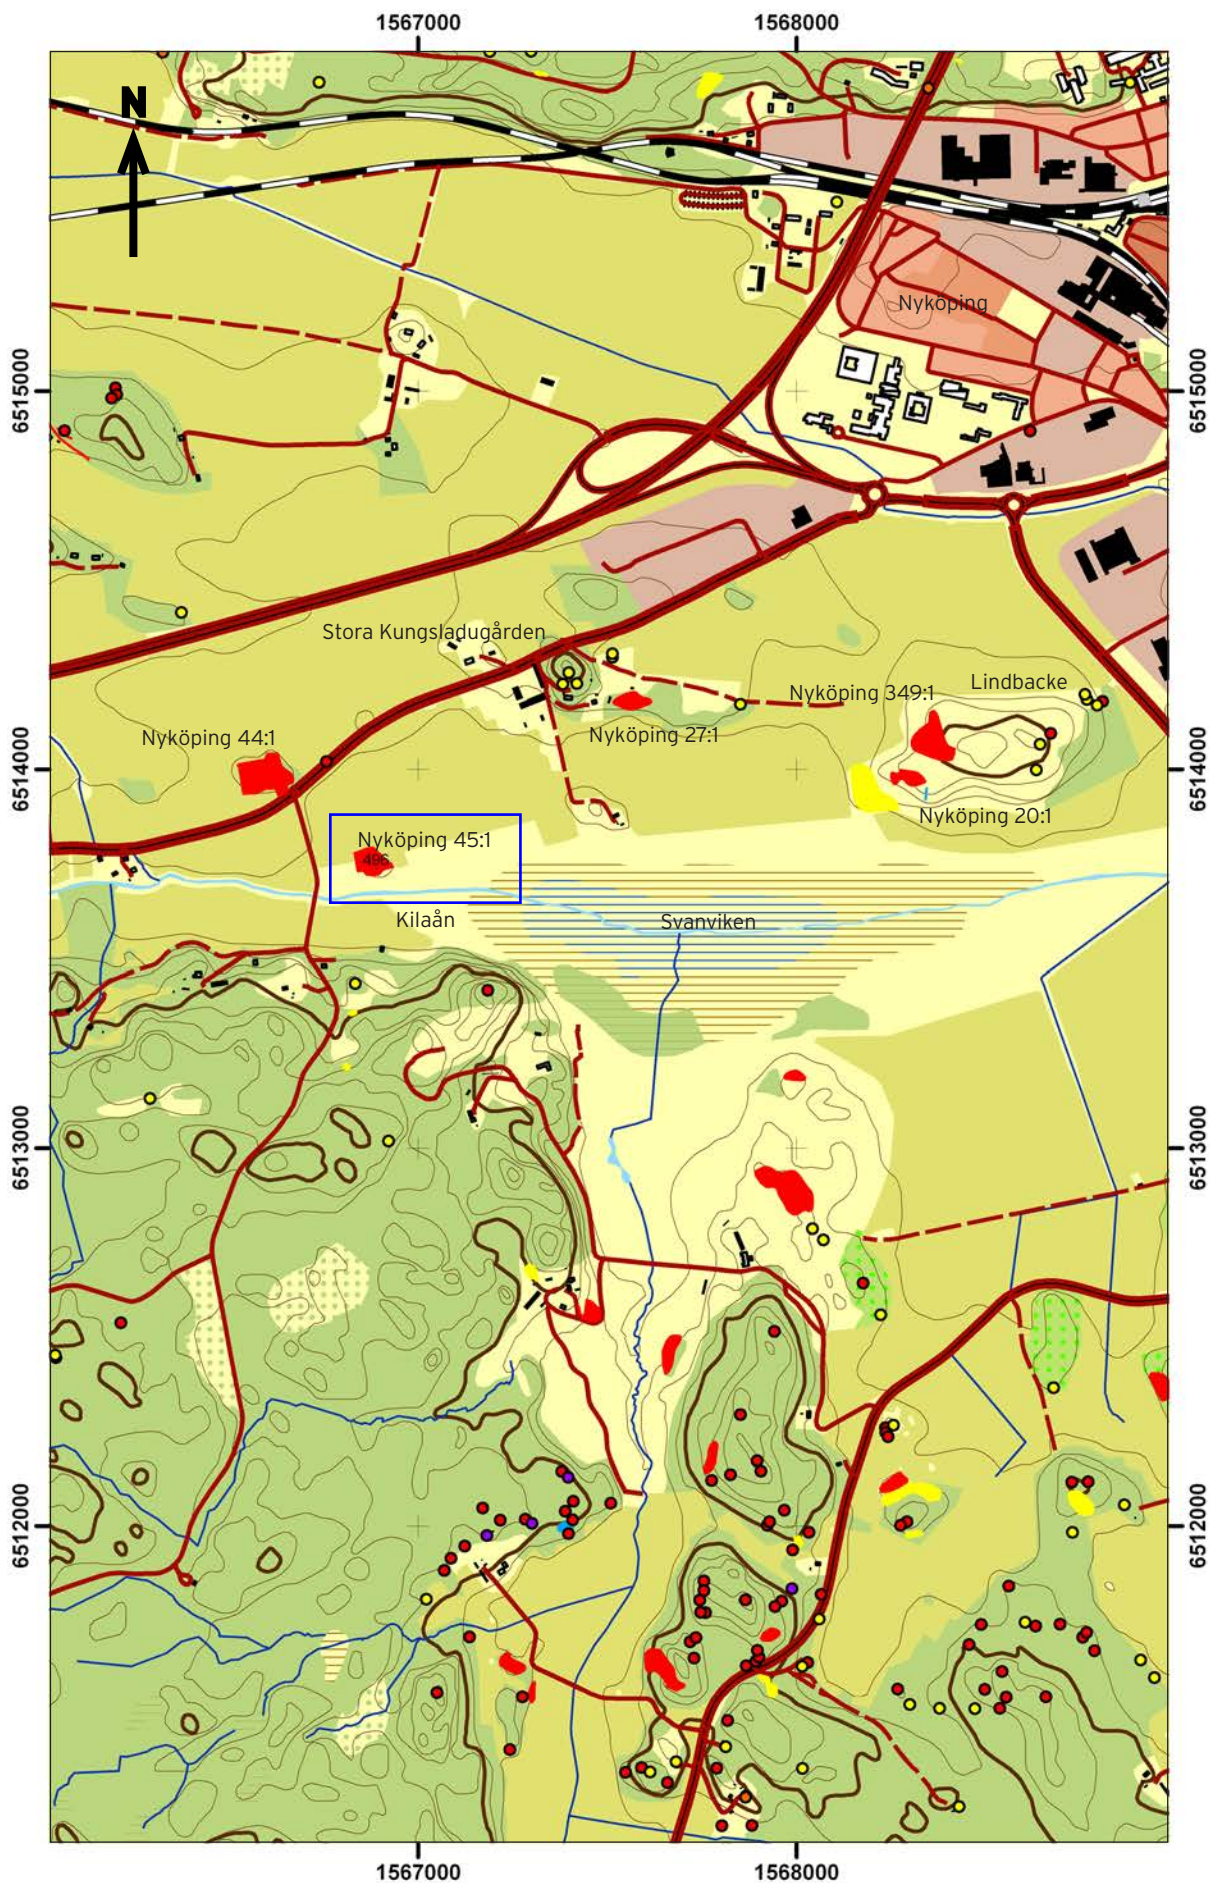 1567000
1568000
N
Nyköping
6515000
6515000
Stora Kungsladugården
Lindbacke
Nyköping 349:1
Nyköping 44:1
Nyköping 27:1
6514000
6514000
Nyköping 20:1
Nyköping 45:1
496
Kilaån
Svanviken
6513000
6513000
6512000
6512000
1567000
1568000